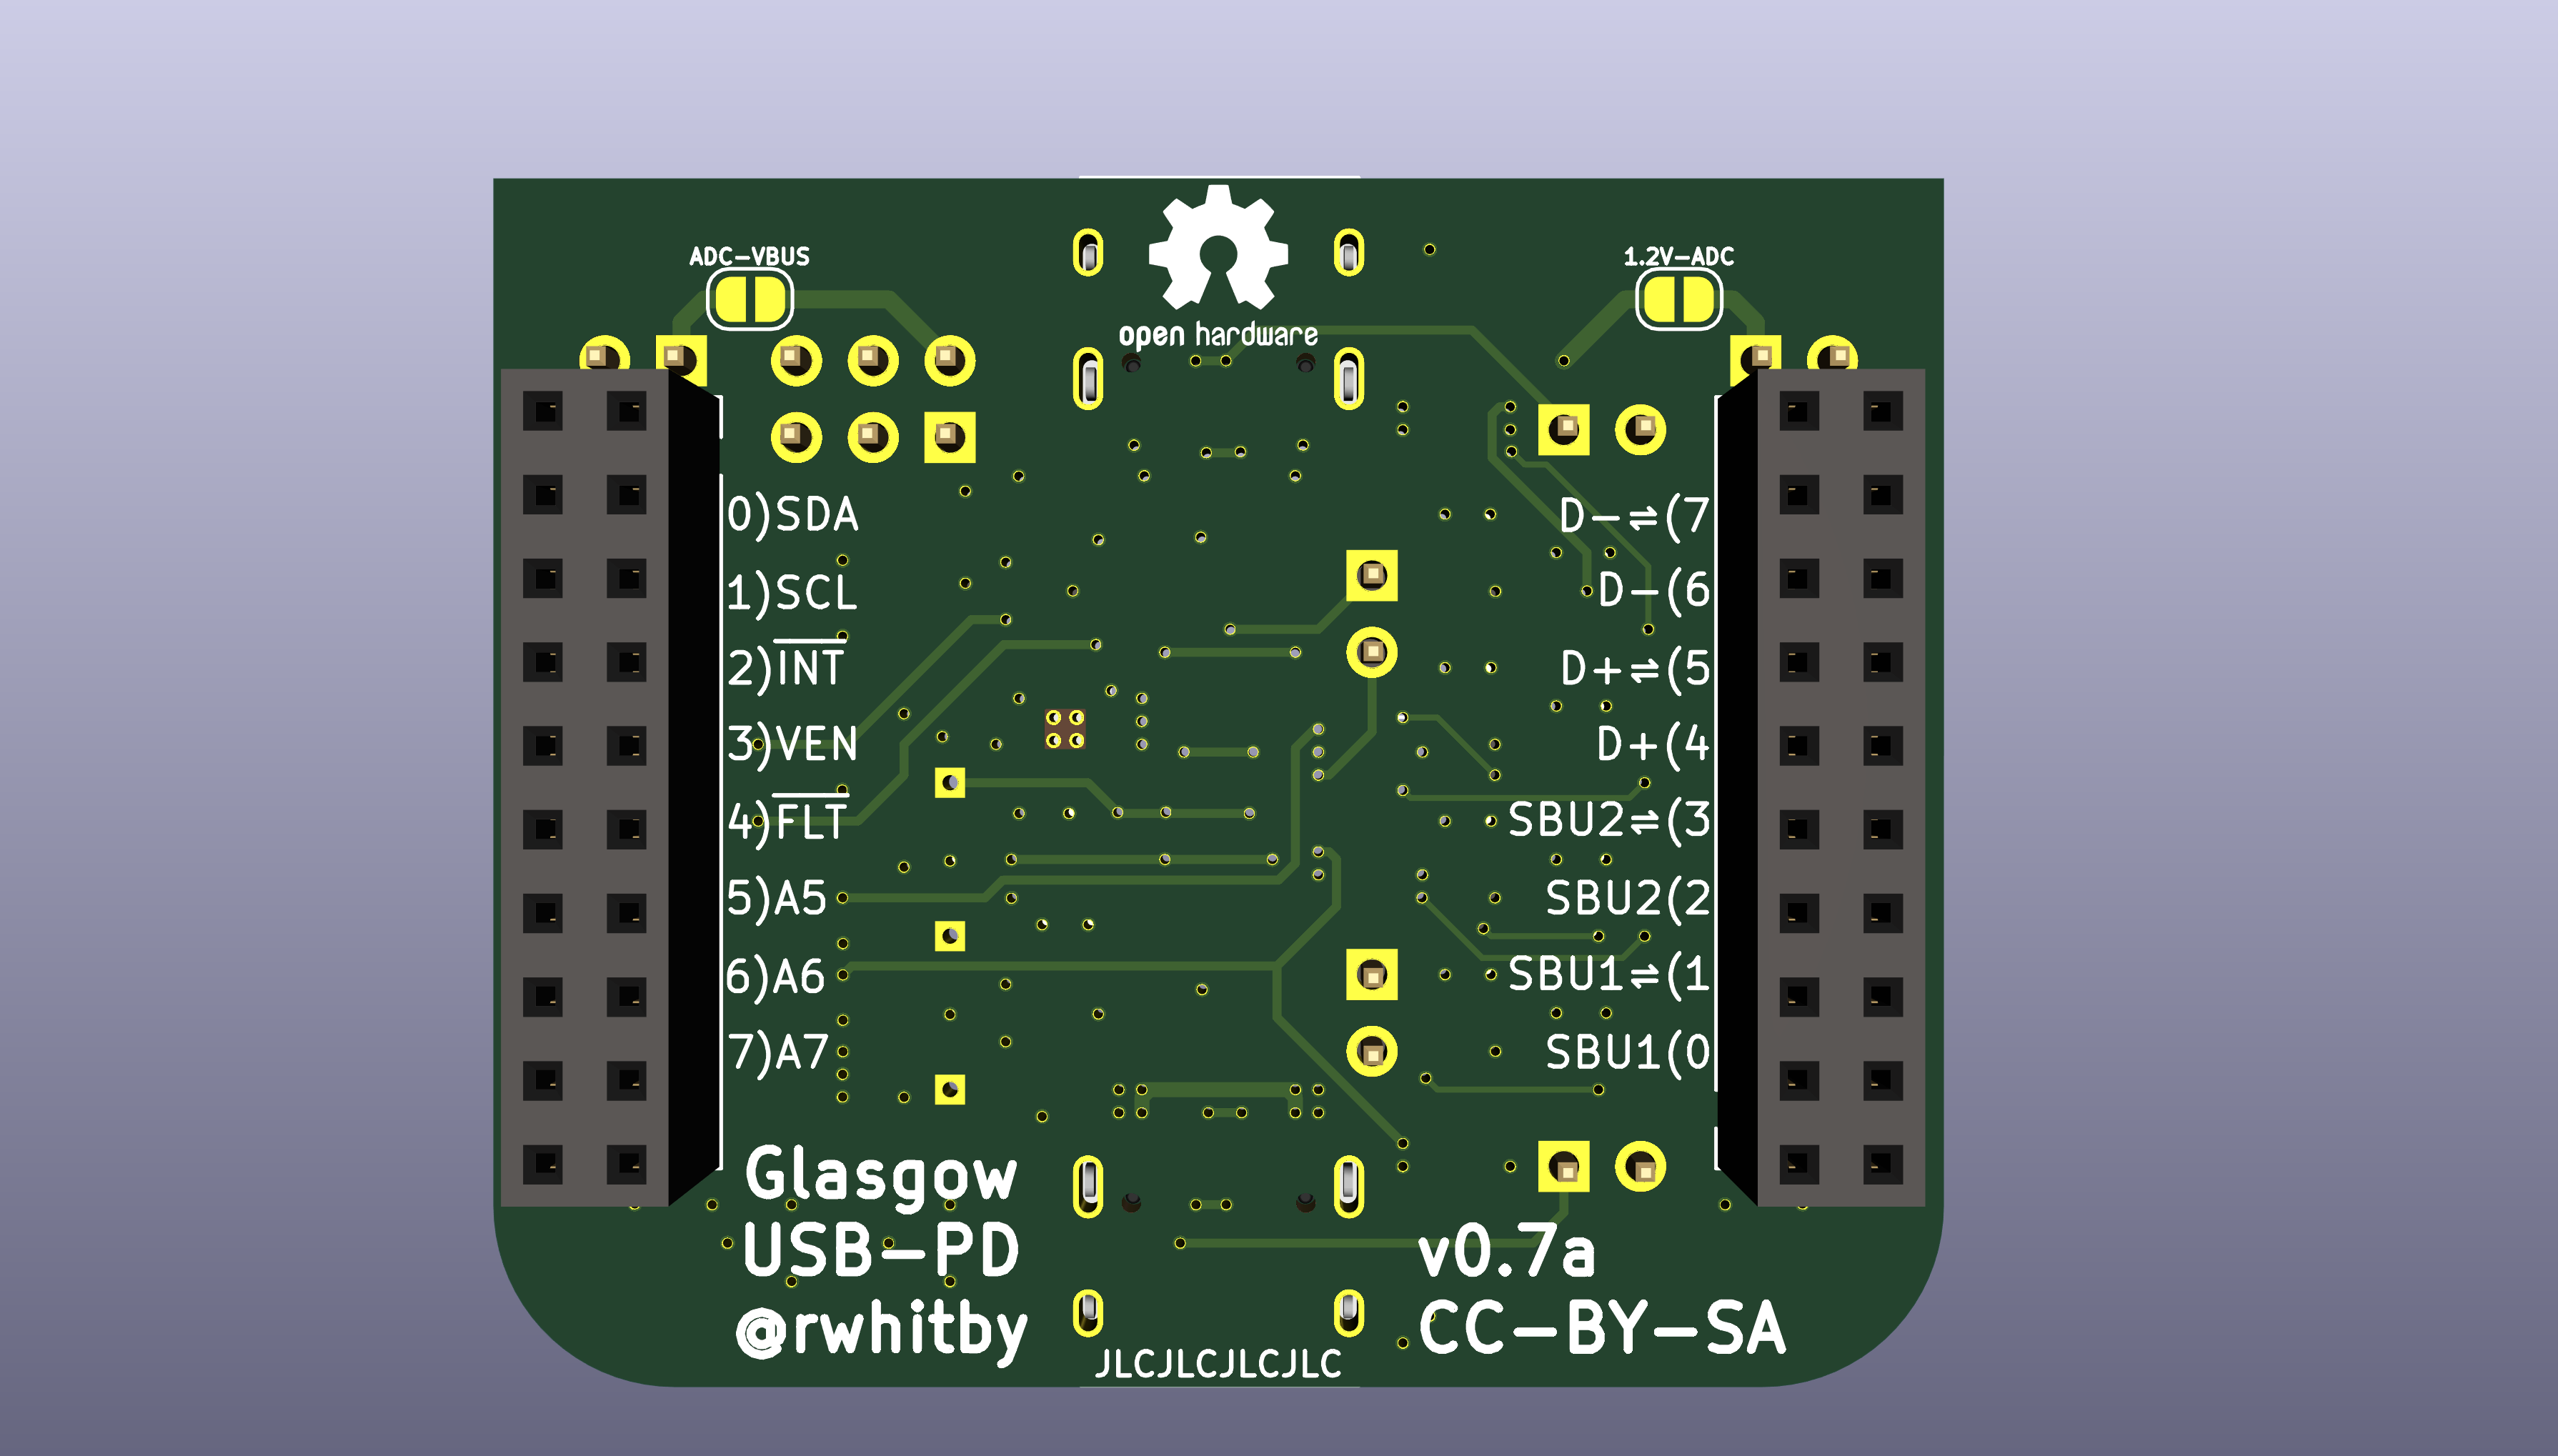 open hardware
ADC-VBUS
1.2V-ADC
0)SDA
1)SCL
2)INT
3)VEN
4)FLT
5)A5
6)A6
7)A7
D-⇌(7
D-(6
D+⇌(5
D+(4
SBU2⇌(3
SBU2(2
SBU1⇌(1
SBU1(0
Glasgow
USB-PD
@rwhitby
v0.7a
CC-BY-SA
JLCJLCJLCJLC